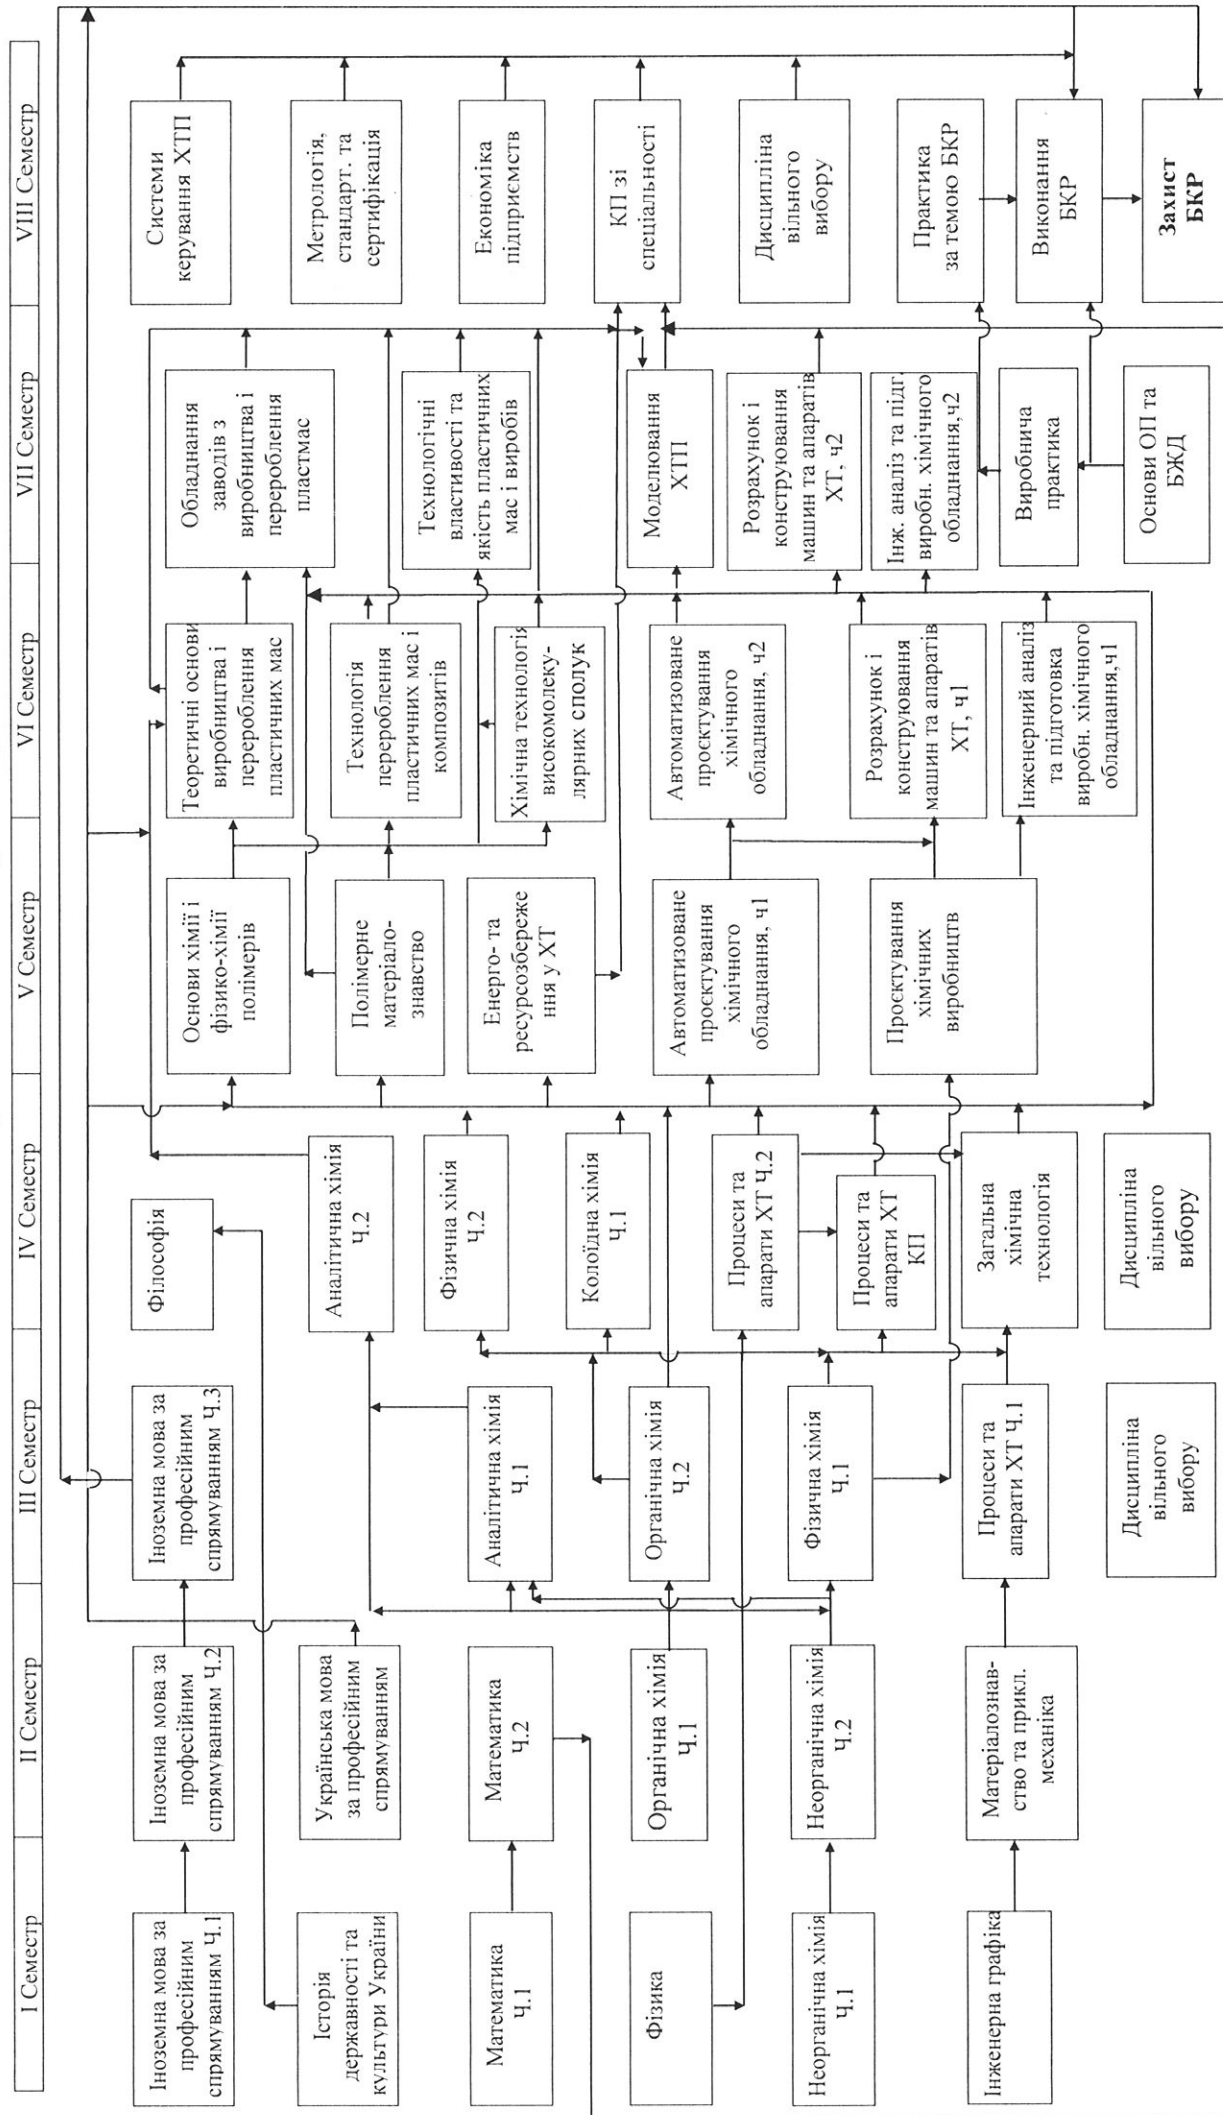 I Семестр
II Семестр
III Семестр
IV Семестр
V Семестр
VI Семестр
VII Семестр
VIII Семестр
Іноземна мова за
професійним
спрямуванням Ч.1
Історія
державності та
культури України
Математика
Ч.1
Фізика
Неорганічна хімія
Ч.1
Інженерна графіка
Іноземна мова за
професійним
спрямуванням Ч.2
Українська мова
за професійним
спрямуванням
Математика
Ч.2
Органічна хімія
Ч.1
Неорганічна хімія
Ч.2
Матеріалознав-
ство та прикл.
механіка
Іноземна мова за
професійним
спрямуванням Ч.3
Аналітична хімія
Ч.1
Органічна хімія
Ч.2
Фізична хімія
Ч.1
Процеси та
апарати ХТ Ч.1
Дисципліна
вільного
вибору
Філософія
Аналітична хімія
Ч.2
Фізична хімія
Ч.2
Колоїдна хімія
Ч.1
Процеси та
апарати ХТ Ч.2
Процеси та
апарати ХТ
КП
Загальна
хімічна
технологія
Дисципліна
вільного
вибору
Основи хімії і
фізико-хімії
полімерів
Полімерне
матеріало-
знавство
Енерго- та
ресурсозбереже
ння у ХТ
Автоматизоване
проєктування
хімічного
обладнання, ч1
Проєктування
хімічних
виробництв
Теоретичні основи
виробництва і
перероблення
пластичних мас
Технологія
перероблення
пластичних мас і
композитів
Хімічна технологія
високомолеку-
лярних сполук
Автоматизоване
проєктування
хімічного
обладнання, ч2
Розрахунок і
конструювання
машин та апаратів
ХТ, ч1
Інженерний аналіз
та підготовка
виробн. хімічного
обладнання,ч1
Обладнання
заводів з
виробництва і
перероблення
пластмас
Технологічні
властивості та
якість пластичних
мас і виробів
Моделювання
ХТП
Розрахунок і
конструювання
машин та апаратів
ХТ, ч2
Інж. аналіз та підг.
виробн. хімічного
обладнання,ч2
Виробнича
практика
Основи ОП та
БЖД
Системи
керування ХТП
Метрологія,
стандарт. та
сертифікація
Економіка
підприємств
КП зі
спеціальності
Дисципліна
вільного
вибору
Практика
за темою БКР
Виконання
БКР
Захист
БКР